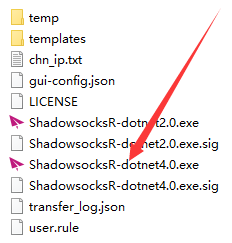 temp
templates
chn_ip.txt
gui-config.json
LICENSE
ShadowsocksR-dotnet2.0.exe
ShadowsocksR-dotnet2.0.exe.sig
ShadowsocksR-dotnet4.0.exe
ShadowsocksR-dotnet4.0.exe.sig
transfer_log.json
user.rule